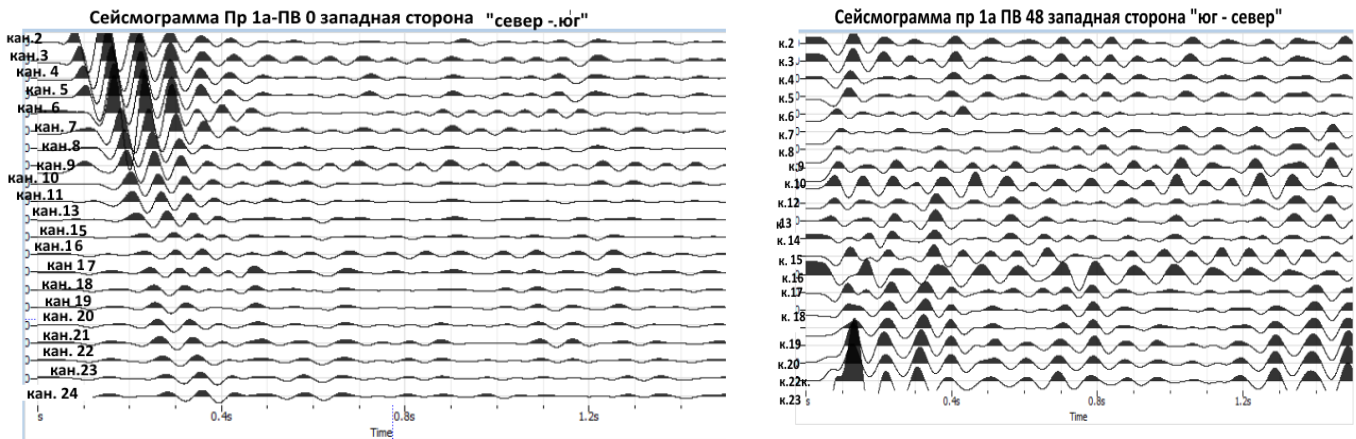 Сейсмограмма Пр 1а-ПВ 0 западная сторона "север -.юг"
кан.2
кан.3
кан. 4
кан. 5
кан. 6
кан. 7
кан.8
кан.9
кан. 10
кан.11
кан.13
кан.15
кан.16
кан 17
кан. 18
кан 19
кан. 20
кан.21
кан. 22
кан.23
кан. 24
s
0.4s
0.8s
1.2s
Time
Сейсмограмма пр 1а ПВ 48 западная сторона "юг - север"
к.2
к.3
к.4
к.5
к.6
к.7
к.8
к.9
к.10
к.12
к.13
к.14
к. 15
к.16
к.17
к. 18
к.19
к.20
к.22к.
к.23
s
0.4s
0.8s
1.2s
Time